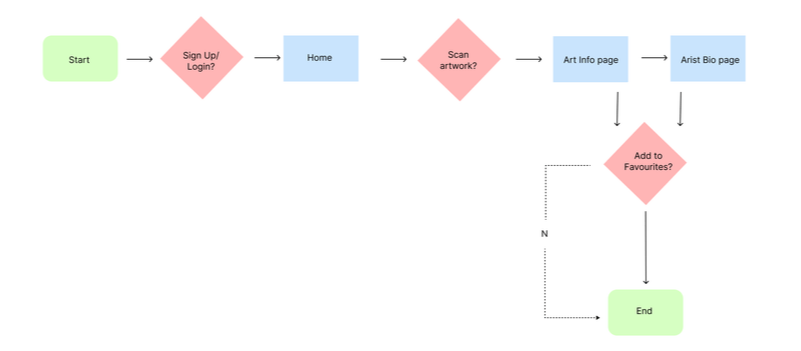 Start
Sign Up/
Login?
Home
Scan
artwork?
Art Info page
Arist Bio page
Add to
Favourites?
N
End